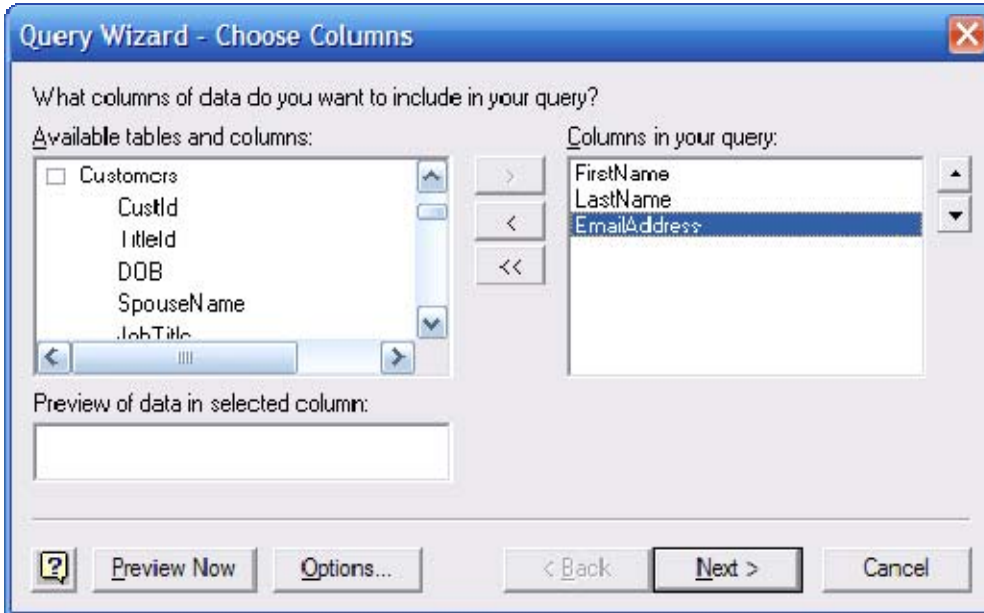 Query Wizard - Choose Columns
What columns of data do you want to include in your query?
Available tables and columns:
Columns in your query:
Customers
CustId
TitleId
DOB
SpouseName
JobTitle
>
<
<<
FirstName
LastName
EmailAddress
Preview of data in selected column:
?
Preview Now
Options...
< Back
Next >
Cancel